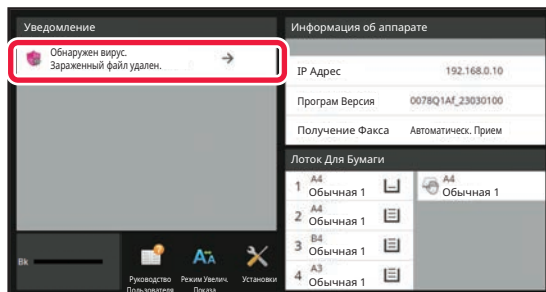 Уведомление
Обнаружен вирус.
Зараженный файл удален.
Bk
Руководство
Пользователя
Режим Увелич.
Показа
Установки
Информация об аппарате
IP Адрес 192.168.0.10
Програм Версия 0078Q1Af_23030100
Получение Факса Автоматическ. Прием
Лоток Для Бумаги
1 A4
Обычная 1
2 A4
Обычная 1
3 B4
Обычная 1
4 A3
Обычная 1
A4
Обычная 1